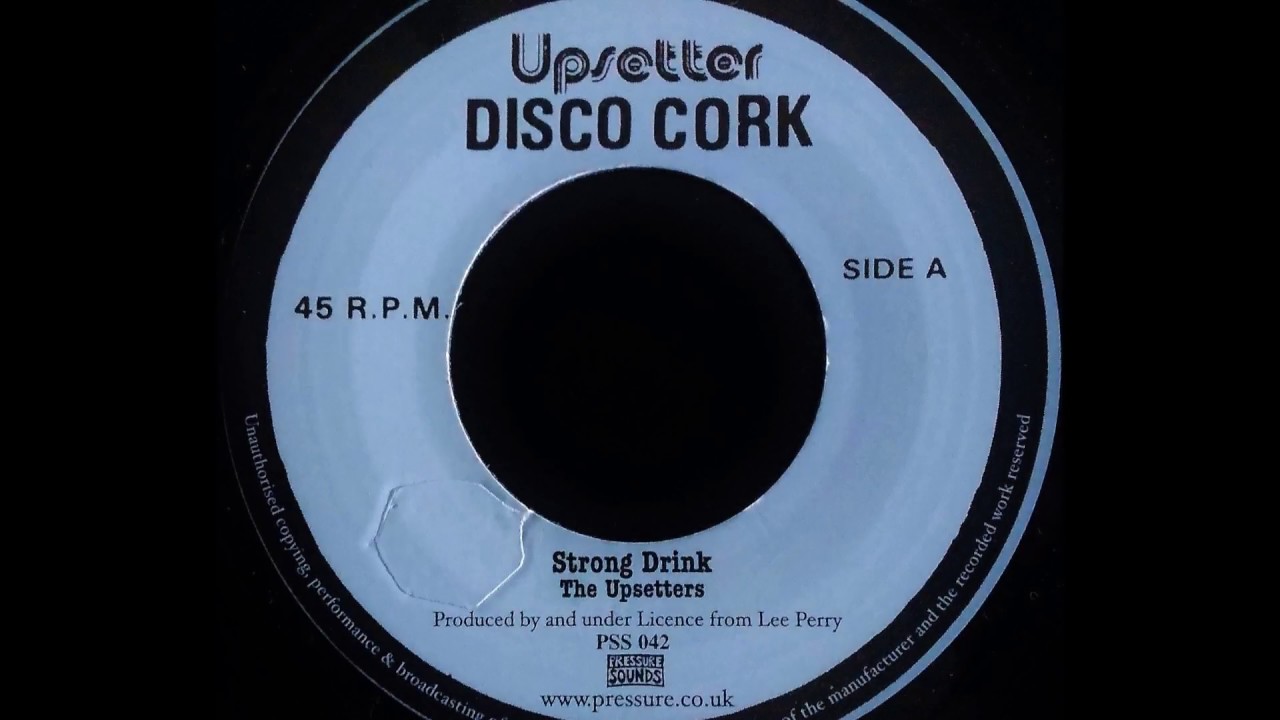 Upsetter
DISCO CORK
SIDE A
45 R.P.M.
Strong Drink
The Upsetters
Produced by and under Licence from Lee Perry
PSS 042
PRESSURE
SOUNDS
www.pressure.co.uk
Unauthorised copying, performance & broadcasting
of the manufacturer and the recorded work reserved